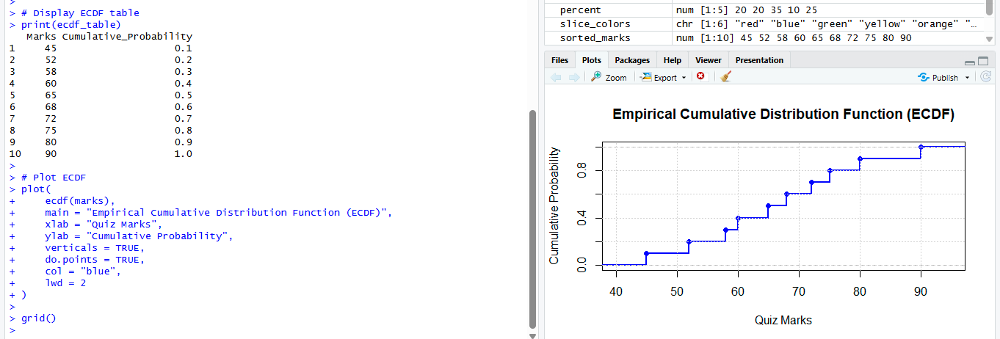 >
> # Display ECDF table
> print(ecdf_table)
   Marks Cumulative_Probability
1     45                    0.1
2     52                    0.2
3     58                    0.3
4     60                    0.4
5     65                    0.5
6     68                    0.6
7     72                    0.7
8     75                    0.8
9     80                    0.9
10    90                    1.0
>
> # Plot ECDF
> plot(
+     ecdf(marks),
+     main = "Empirical Cumulative Distribution Function (ECDF)",
+     xlab = "Quiz Marks",
+     ylab = "Cumulative Probability",
+     verticals = TRUE,
+     do.points = TRUE,
+     col = "blue",
+     lwd = 2
+ )
>
> grid()
>
percent num [1:5] 20 20 35 10 25
slice_colors chr [1:6] "red" "blue" "green" "yellow" "orange" "…
sorted_marks num [1:10] 45 52 58 60 65 68 72 75 80 90
Files Plots Packages Help Viewer Presentation
Zoom Export Publish
Empirical Cumulative Distribution Function (ECDF)
Cumulative Probability
0.8
0.4
0.0
40 50 60 70 80 90
Quiz Marks